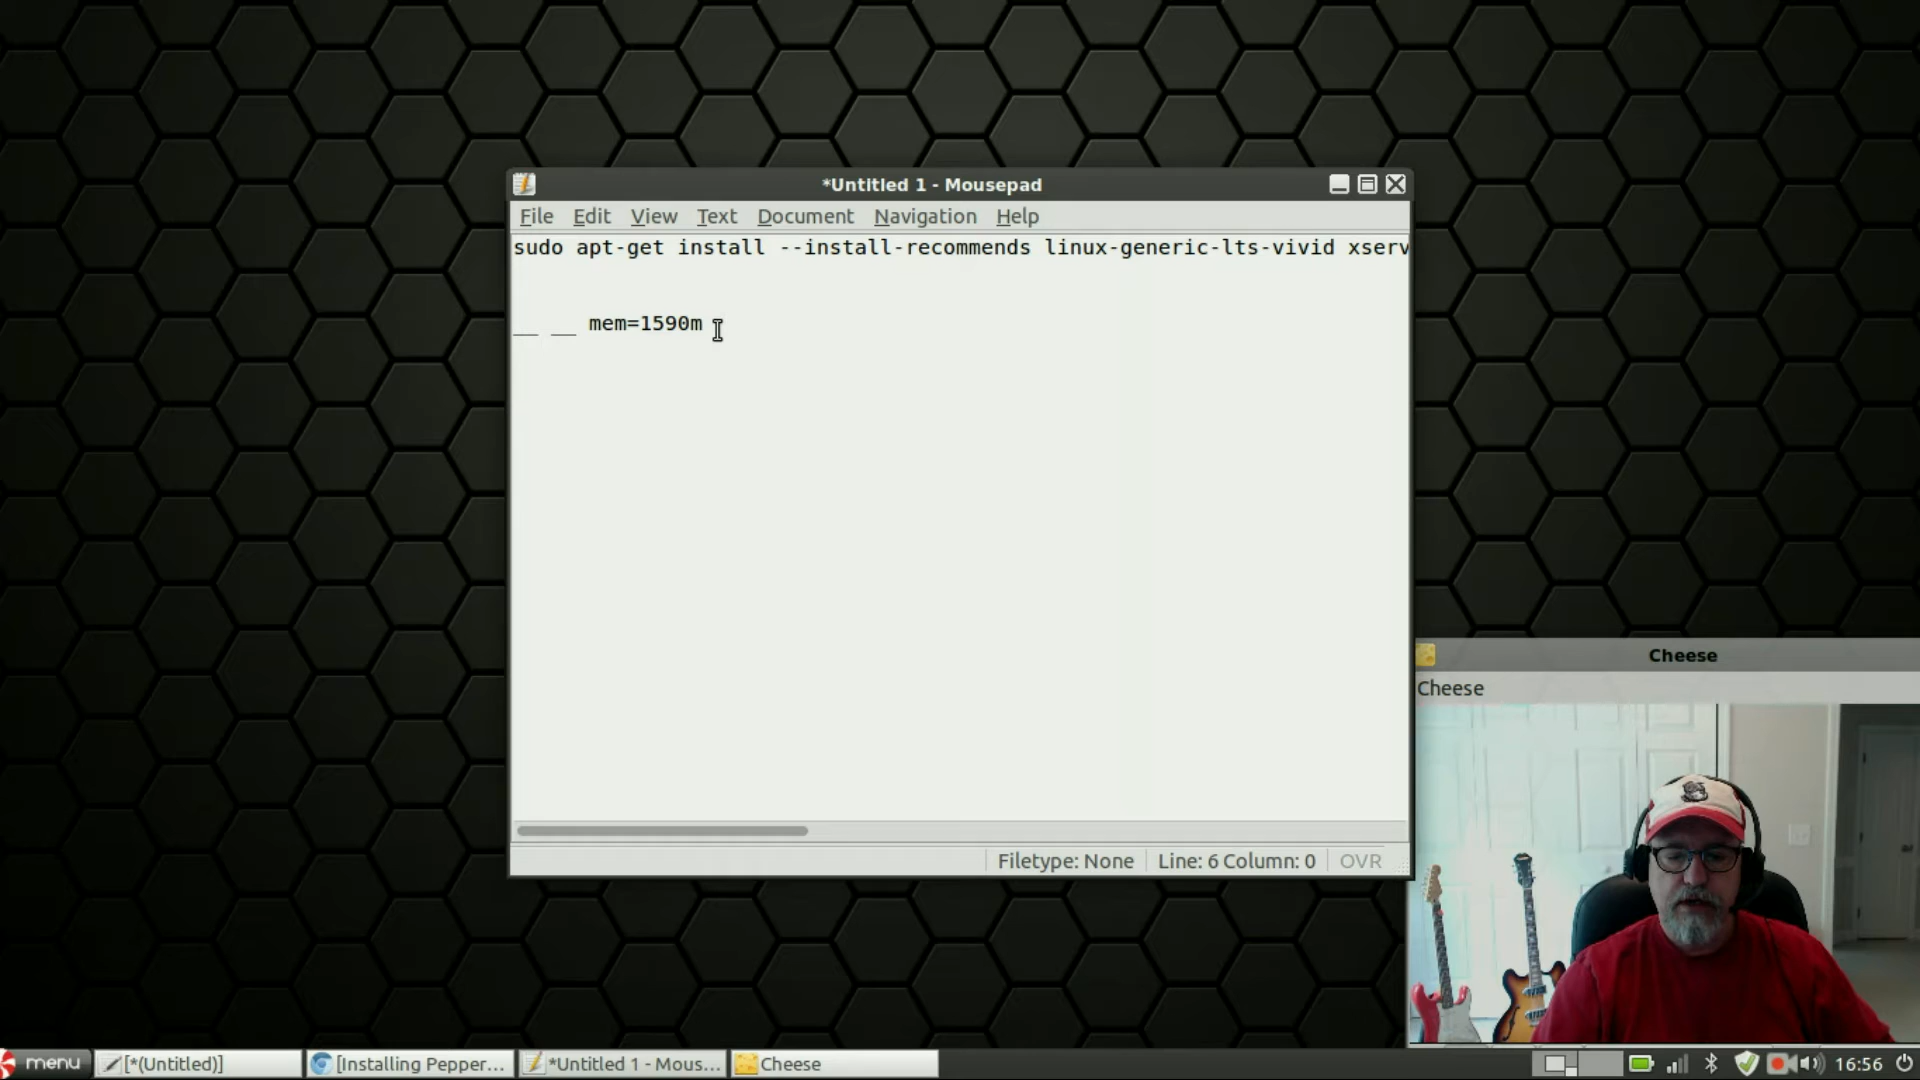 *Untitled 1 - Mousepad
File Edit View Text Document Navigation Help
sudo apt-get install --install-recommends linux-generic-lts-vivid xserv
__ __ mem=1590m
Filetype: None Line: 6 Column: 0 OVR
Cheese
Cheese
menu [*(Untitled)] [Installing Pepper... *Untitled 1 - Mous... Cheese 16:56